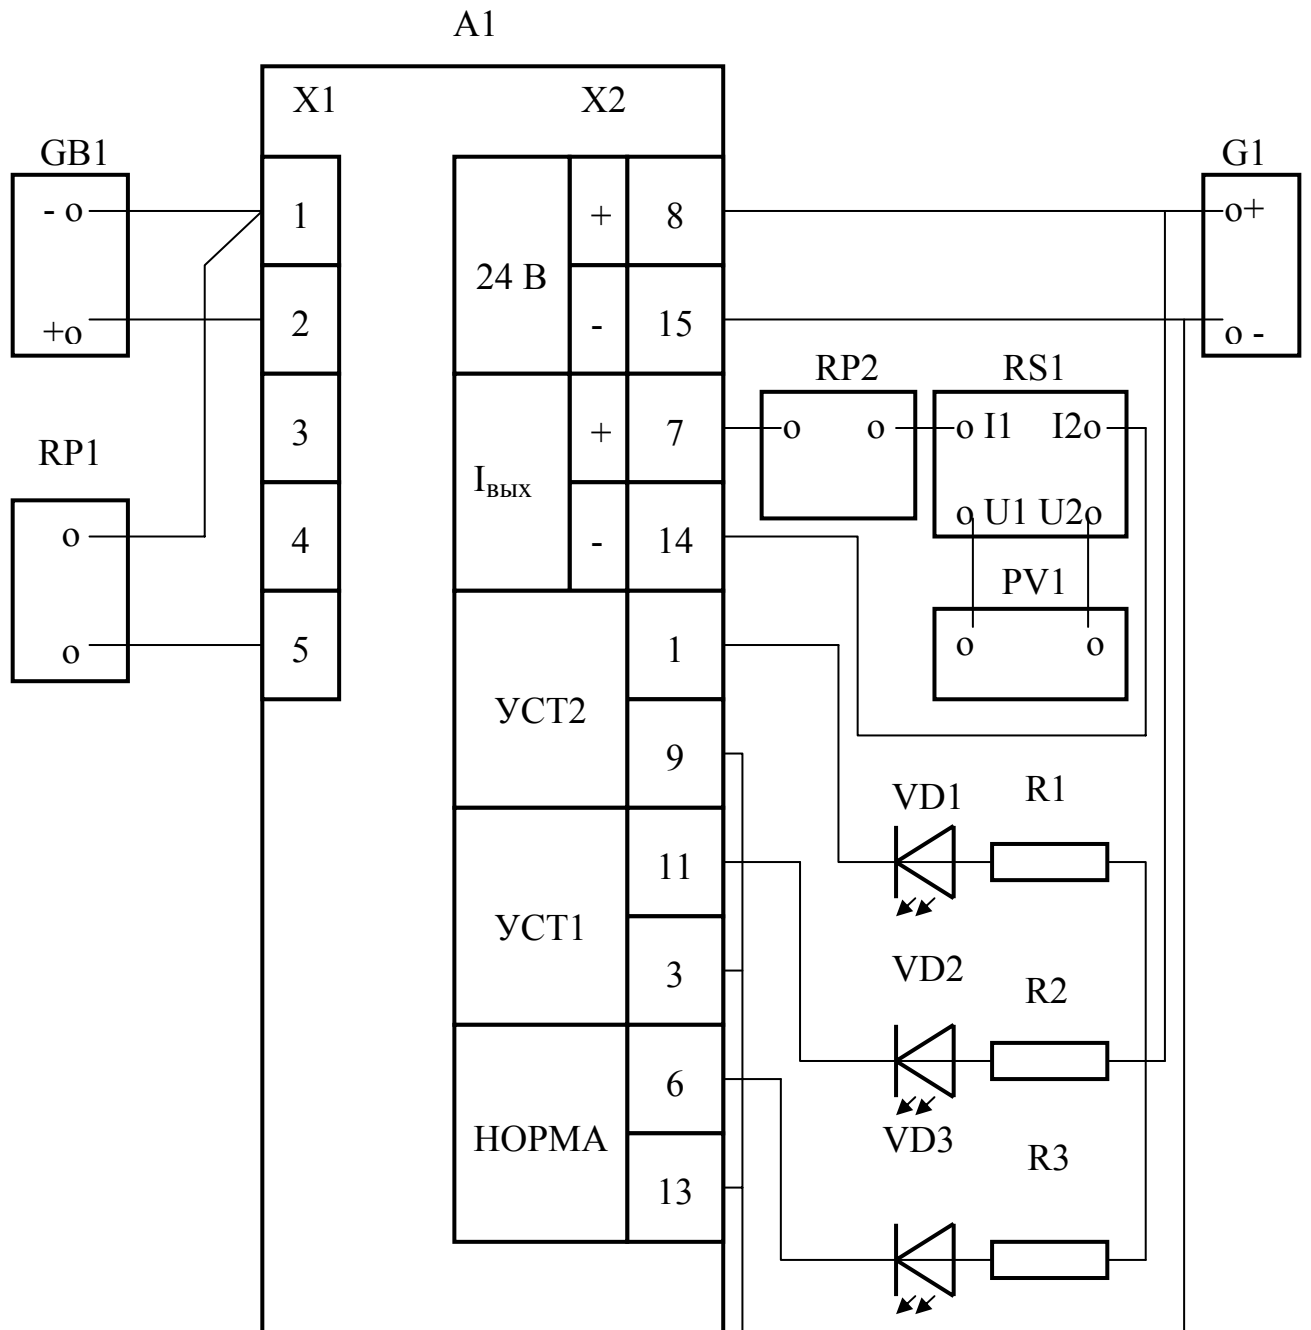 A1
X1 X2
GB1
G1
- o
+o
1
2
3
4
5
RP1
o
o
24 В
+ 8
- 15
Iвых
+ 7
- 14
УСТ2
1
9
УСТ1
11
3
НОРМА
6
13
o+
o -
RP2
o o
RS1
o I1 I2o
o U1 U2o
PV1
o o
VD1 R1
VD2 R2
VD3 R3